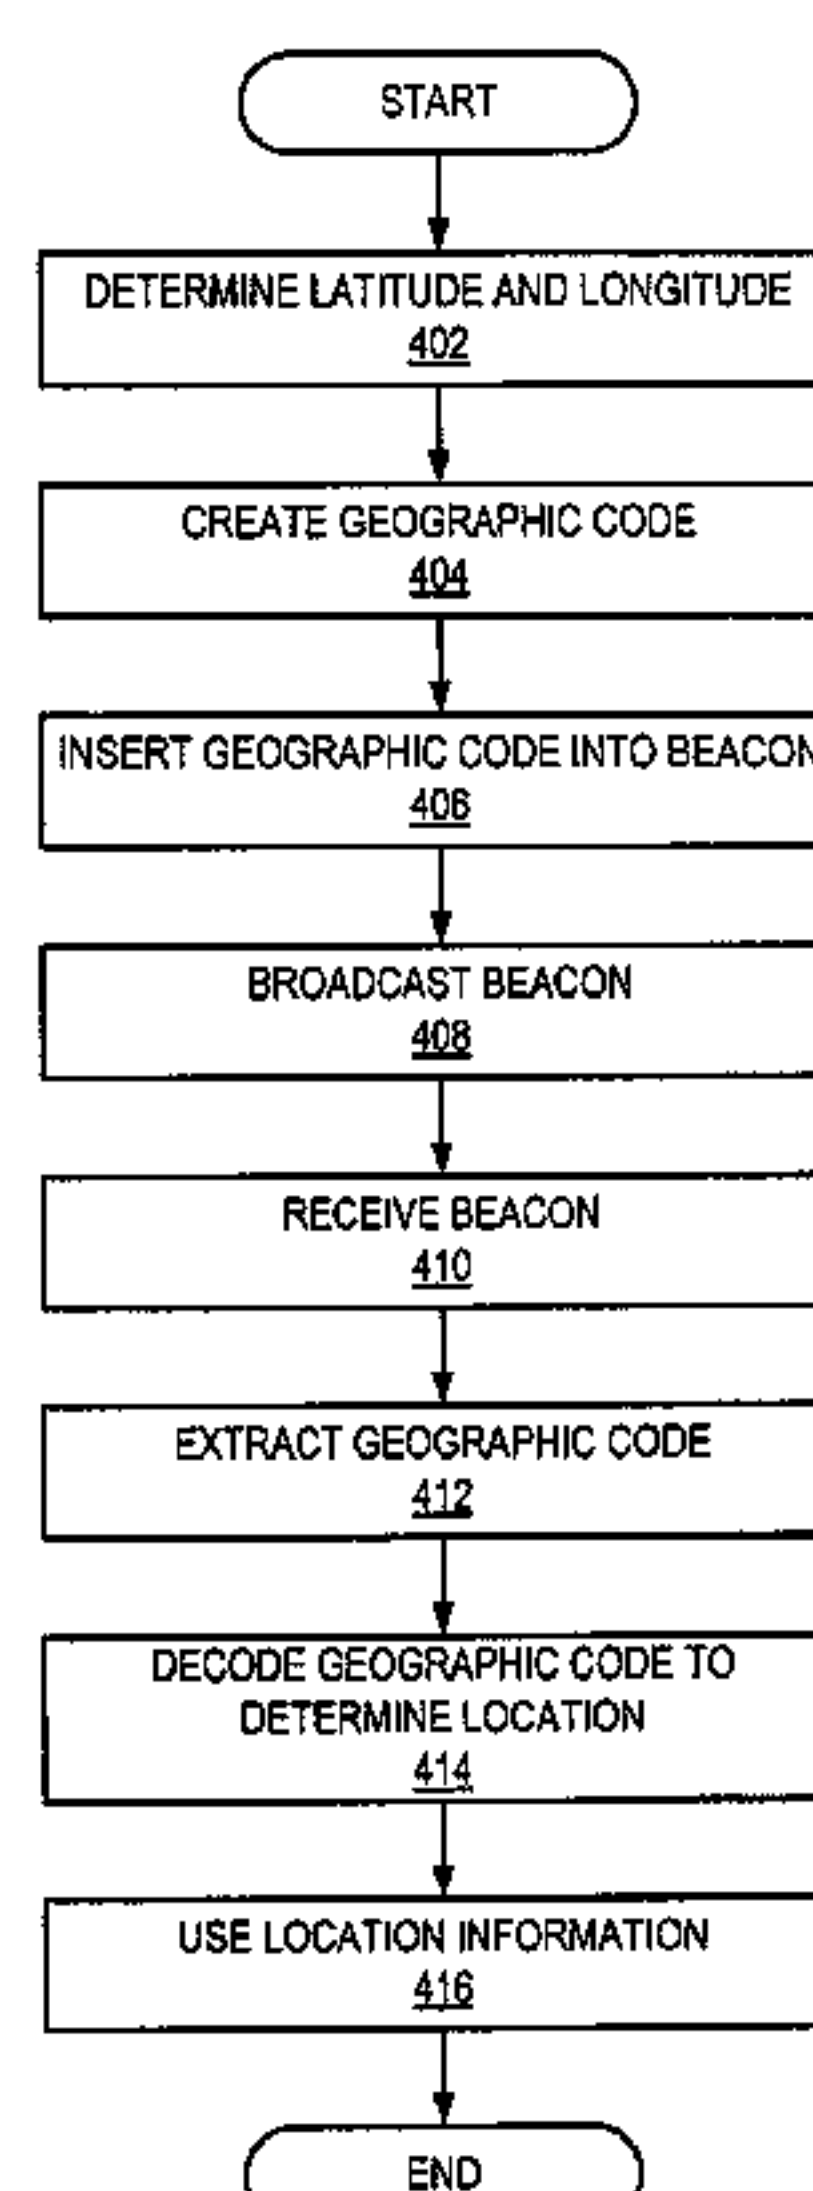 START
DETERMINE LATITUDE AND LONGITUDE
402
CREATE GEOGRAPHIC CODE
404
INSERT GEOGRAPHIC CODE INTO BEACON
406
BROADCAST BEACON
408
RECEIVE BEACON
410
EXTRACT GEOGRAPHIC CODE
412
DECODE GEOGRAPHIC CODE TO
DETERMINE LOCATION
414
USE LOCATION INFORMATION
416
END